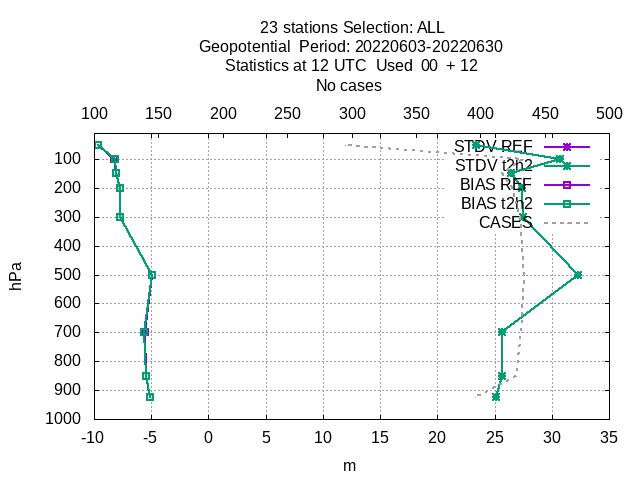 23 stations Selection: ALL
Geopotential  Period: 20220603-20220630
Statistics at 12 UTC  Used  00  + 12
No cases
100 150 200 250 300 350 400 450 500
STDV REF
100
STDV t2h2
200
BIAS REF
BIAS t2h2
300
CASES
400
500
600
700
800
900
1000
hPa
-10 -5 0 5 10 15 20 25 30 35
m